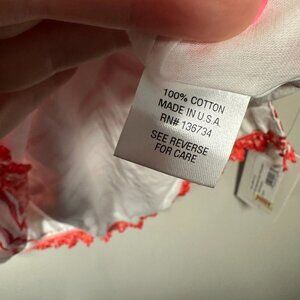 100% COTTON
MADE IN U.S.A.
RN# 136734
SEE REVERSE
FOR CARE